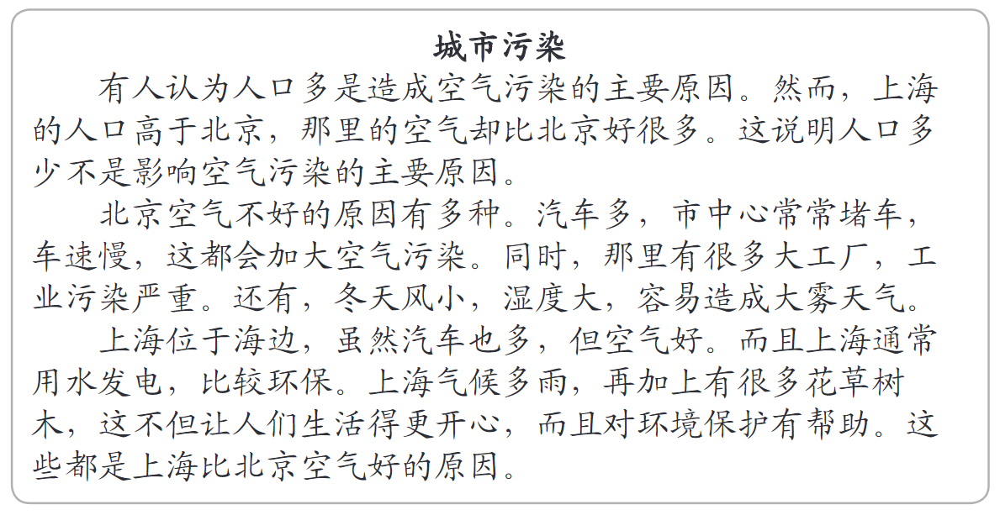 城市污染
有人认为人口多是造成空气污染的主要原因。然而，上海
的人口高于北京，那里的空气却比北京好很多。这说明人口多
少不是影响空气污染的主要原因。
北京空气不好的原因有多种。汽车多，市中心常常堵车，
车速慢，这都会加大空气污染。同时，那里有很多大工厂，工
业污染严重。还有，冬天风小，湿度大，容易造成大雾天气。
上海位于海边，虽然汽车也多，但空气好。而且上海通常
用水发电，比较环保。上海气候多雨，再加上有很多花草树
木，这不但让人们生活得更开心，而且对环境保护有帮助。这
些都是上海比北京空气好的原因。